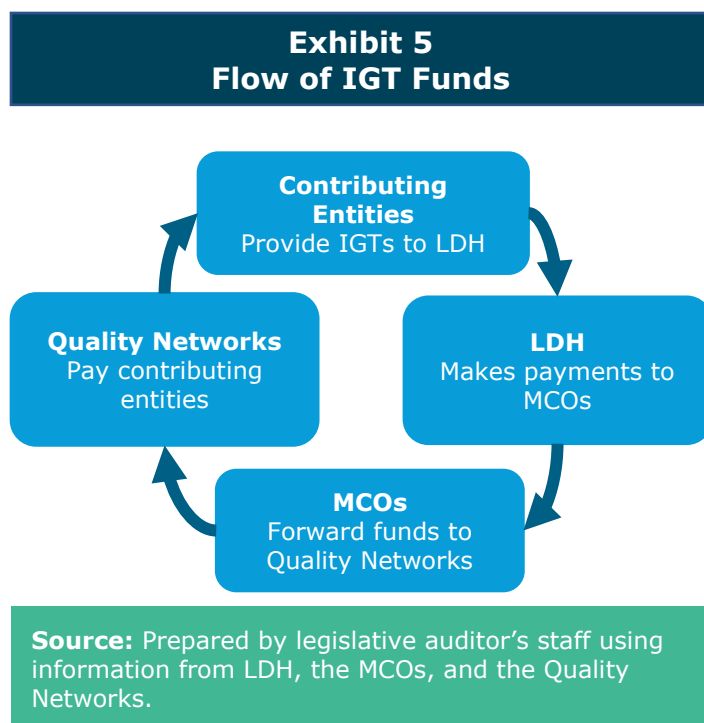 Exhibit 5
Flow of IGT Funds
Contributing
Entities
Provide IGTs to LDH
LDH
Makes payments to
MCOs
MCOs
Forward funds to
Quality Networks
Quality Networks
Pay contributing
entities
Source: Prepared by legislative auditor’s staff using
information from LDH, the MCOs, and the Quality
Networks.